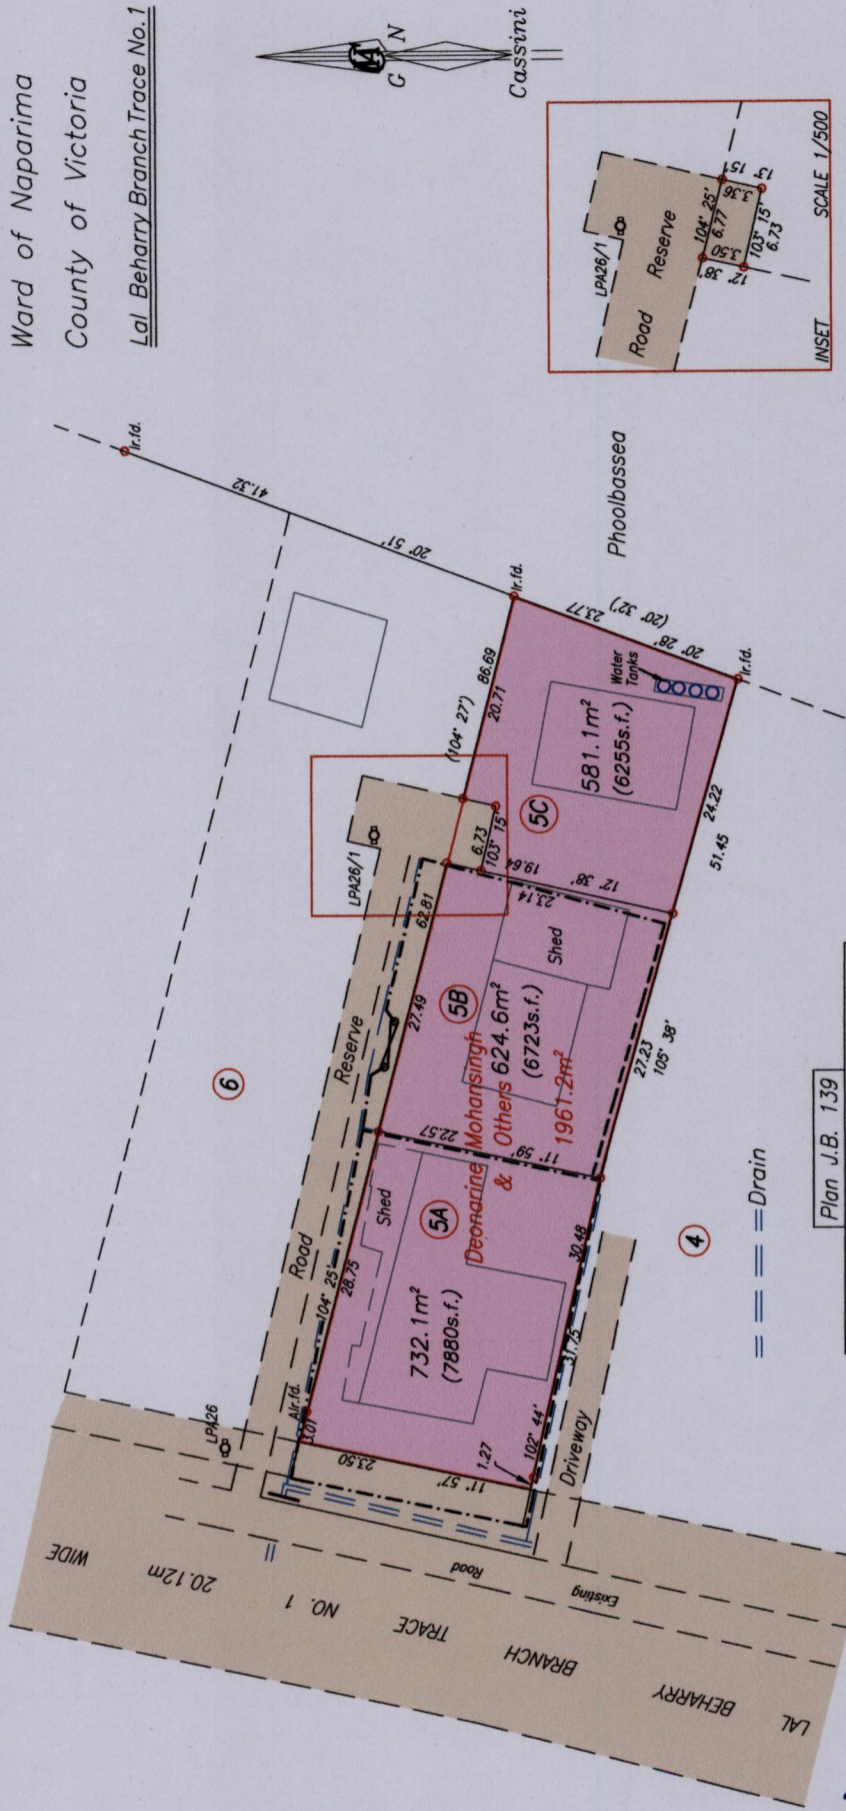 Ward of Naparima
County of Victoria
Lal Beharry Branch Trace No.1
G N
Cassini
LPA26/1
Road Reserve
104° 25'
6.77
15'
3.36
13°
3.50
38'
12°
103° 15'
6.73
INSET
SCALE 1/500
Ir.fd.
41.32
20° 51'
Phoolbassea
Ir.fd.
86.69
(104° 27')
20.71
23.77
(20° 32')
20° 28'
Water
Tanks
Ir.fd.
581.1m²
(6255s.f.)
5C
24.22
51.45
LPA26/1
6.73
103° 15'
19.64
12° 38'
23.14
62.81
27.49
Shed
5B
624.6m²
(6723s.f.)
Deonarine Mohansingh
& Others
1961.2m²
27.23
105° 38'
6
Road Reserve
22.57
11° 59'
Shed
5A
732.1m²
(7880s.f.)
104° 25'
28.75
30.48
31.75
4
Drain
Plan J.B. 139
LPA26
AIr.fd.
3.01
23.50
11° 57'
1.27
102° 44'
Driveway
Existing Road
LAL BEHARRY BRANCH TRACE NO. 1 20.12m WIDE